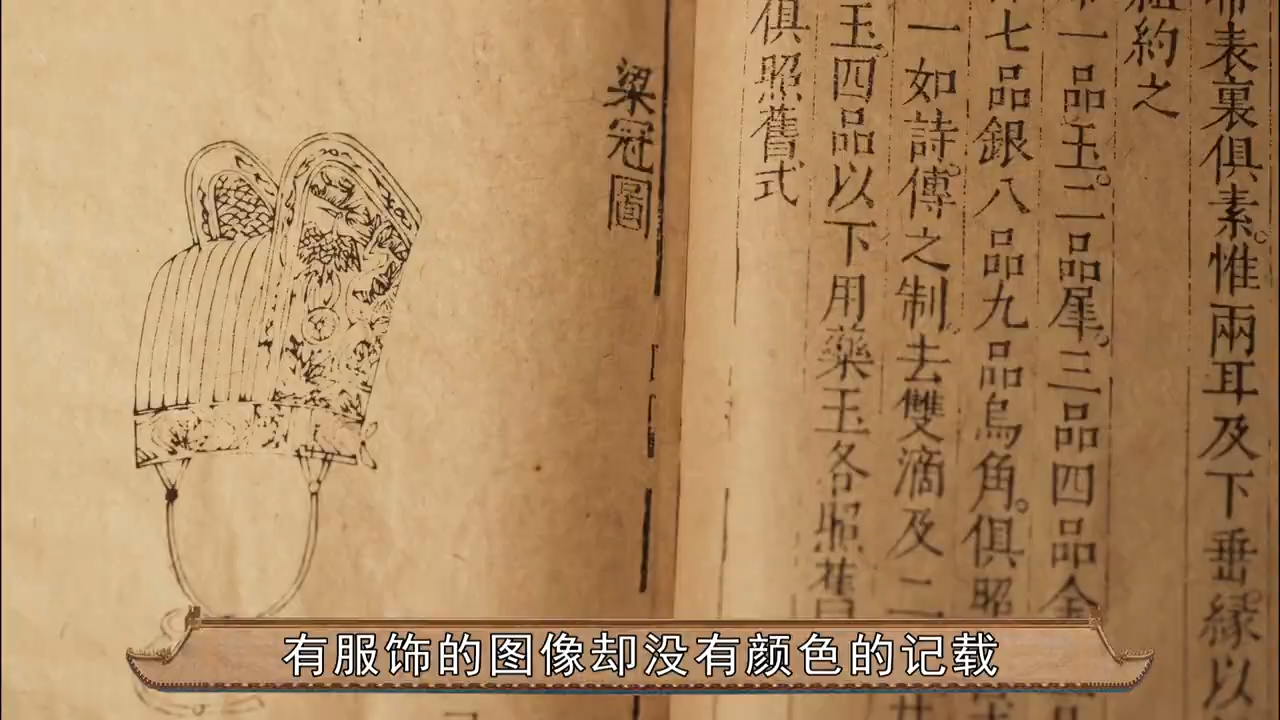 表裏俱素惟兩耳及下垂緣以
約之
一品玉二品犀三品四品金
七品銀八品九品烏角俱照
一如詩傳之制去雙滴及二
玉四品以下用藥玉各照舊
俱照舊式
梁冠圖
有服饰的图像却没有颜色的记载